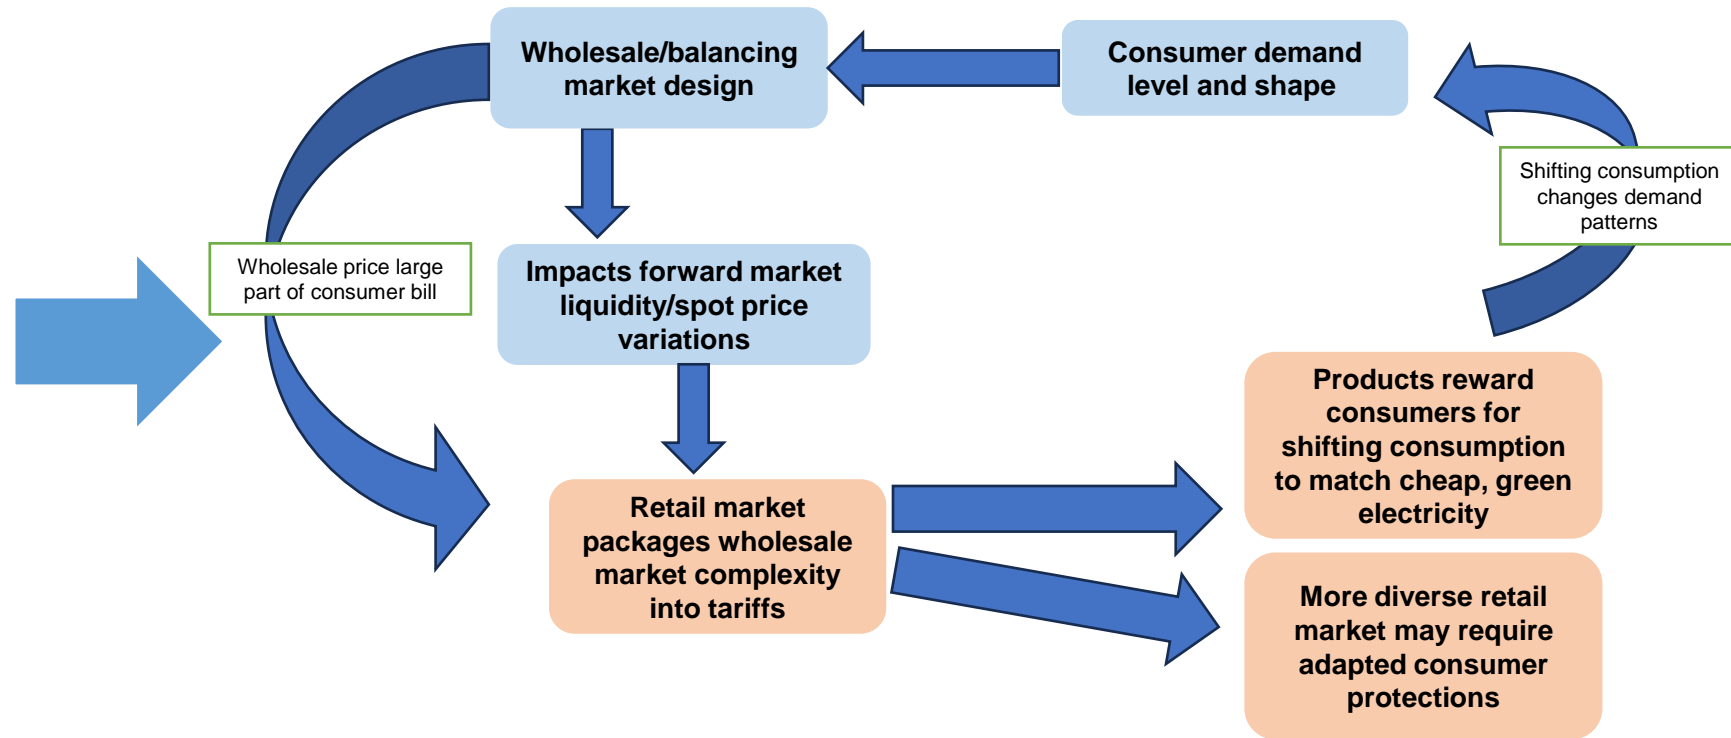 Wholesale/balancing
market design
Consumer demand
level and shape
Shifting consumption
changes demand
patterns
Wholesale price large
part of consumer bill
Impacts forward market
liquidity/spot price
variations
Products reward
consumers for
shifting consumption
to match cheap, green
electricity
Retail market
packages wholesale
market complexity
into tariffs
More diverse retail
market may require
adapted consumer
protections